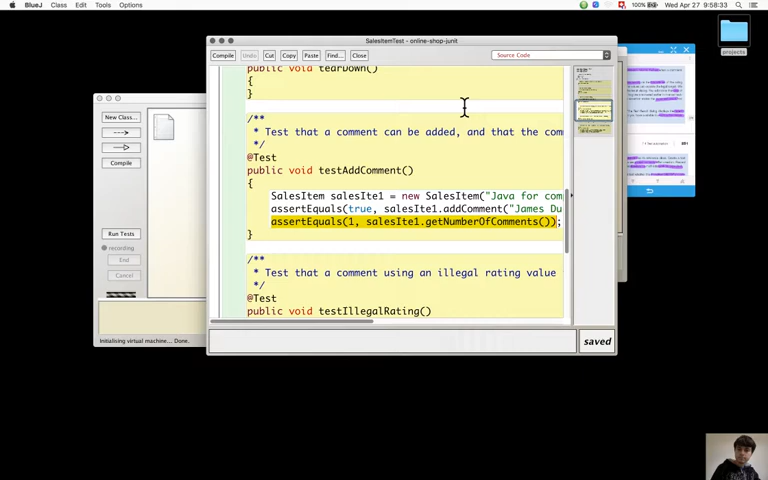 BlueJ Class Edit Tools Options
100% Wed Apr 27 9:58:33
SalesItemTest - online-shop-junit
Compile Undo Cut Copy Paste Find... Close
Source Code
projects
public void tearDown()
{
}
/**
* Test that a comment can be added, and that the com
*/
@Test
public void testAddComment()
{
SalesItem salesIte1 = new SalesItem("Java for com
assertEquals(true, salesIte1.addComment("James Du
assertEquals(1, salesIte1.getNumberOfComments());
}
/**
* Test that a comment using an illegal rating value
*/
@Test
public void testIllegalRating()
saved
New Class...
Compile
Run Tests
recording
End
Cancel
Initialising virtual machine... Done.